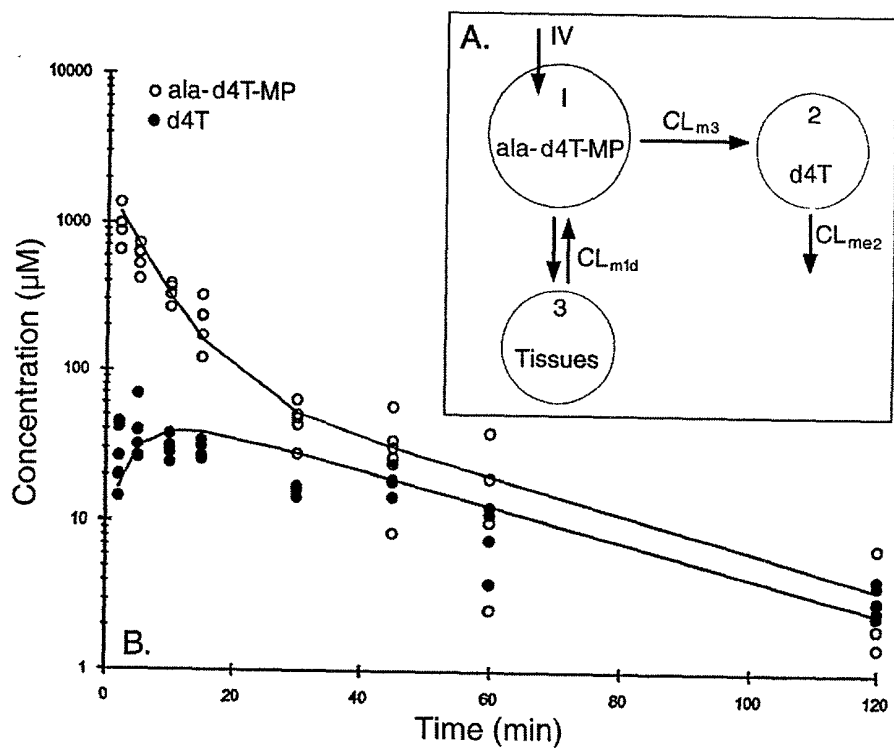 A.
IV
1
ala-d4T-MP
CLm3
2
d4T
CLme2
CLm1d
3
Tissues
ala-d4T-MP
d4T
Concentration (µM)
10000
1000
100
10
1
B.
0
20
40
60
80
100
120
Time (min)